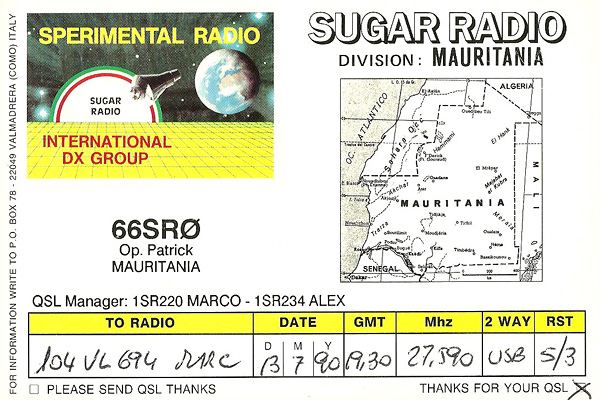 FOR INFORMATION WRITE TO P.O. BOX 78 - 22049 VALMADRERA (COMO) ITALY
SPERIMENTAL RADIO
SUGAR RADIO
INTERNATIONAL
DX GROUP
SUGAR RADIO
DIVISION: MAURITANIA
ALGERIA
OC. ATLANTICO
MALI
MAURITANIA
SENEGAL
Dakar
66SRØ
Op. Patrick
MAURITANIA
QSL Manager: 1SR220 MARCO - 1SR234 ALEX
TO RADIO DATE GMT Mhz 2 WAY RST
D M Y
104 VL 694 MARC 13 7 90 19,30 27,590 USB 5/3
PLEASE SEND QSL THANKS THANKS FOR YOUR QSL